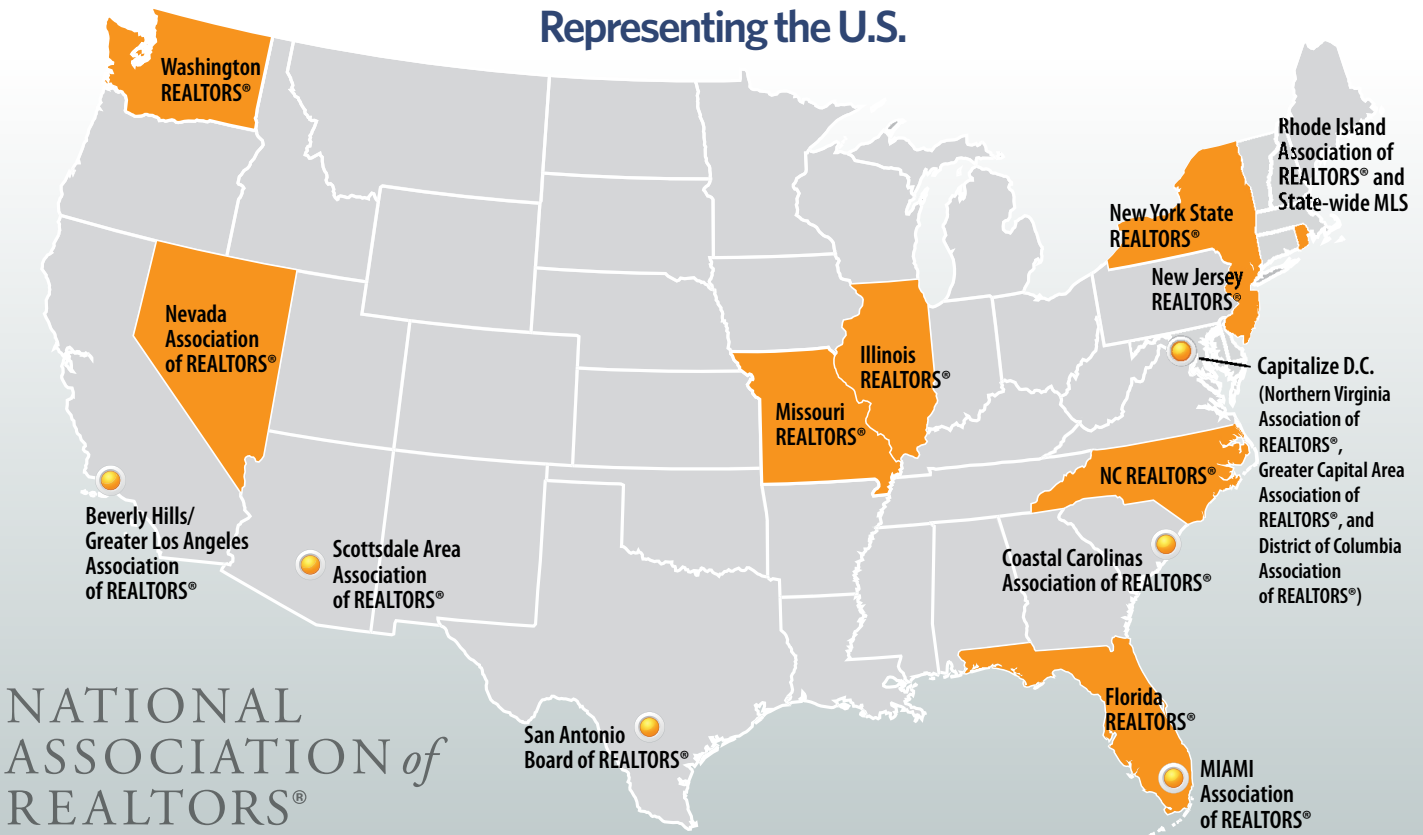 Representing the U.S.
Washington
REALTORS®
Rhode Island
Association of
REALTORS® and
State-wide MLS
New York State
REALTORS®
New Jersey
REALTORS®
Nevada
Association
of REALTORS®
Illinois
REALTORS®
Missouri
REALTORS®
Capitalize D.C.
(Northern Virginia
Association of
REALTORS®,
Greater Capital Area
Association of
REALTORS®, and
District of Columbia
Association
of REALTORS®)
NC REALTORS®
Beverly Hills/
Greater Los Angeles
Association
of REALTORS®
Scottsdale Area
Association
of REALTORS®
Coastal Carolinas
Association of REALTORS®
Florida
REALTORS®
San Antonio
Board of REALTORS®
MIAMI
Association
of REALTORS®
NATIONAL
ASSOCIATION of
REALTORS®